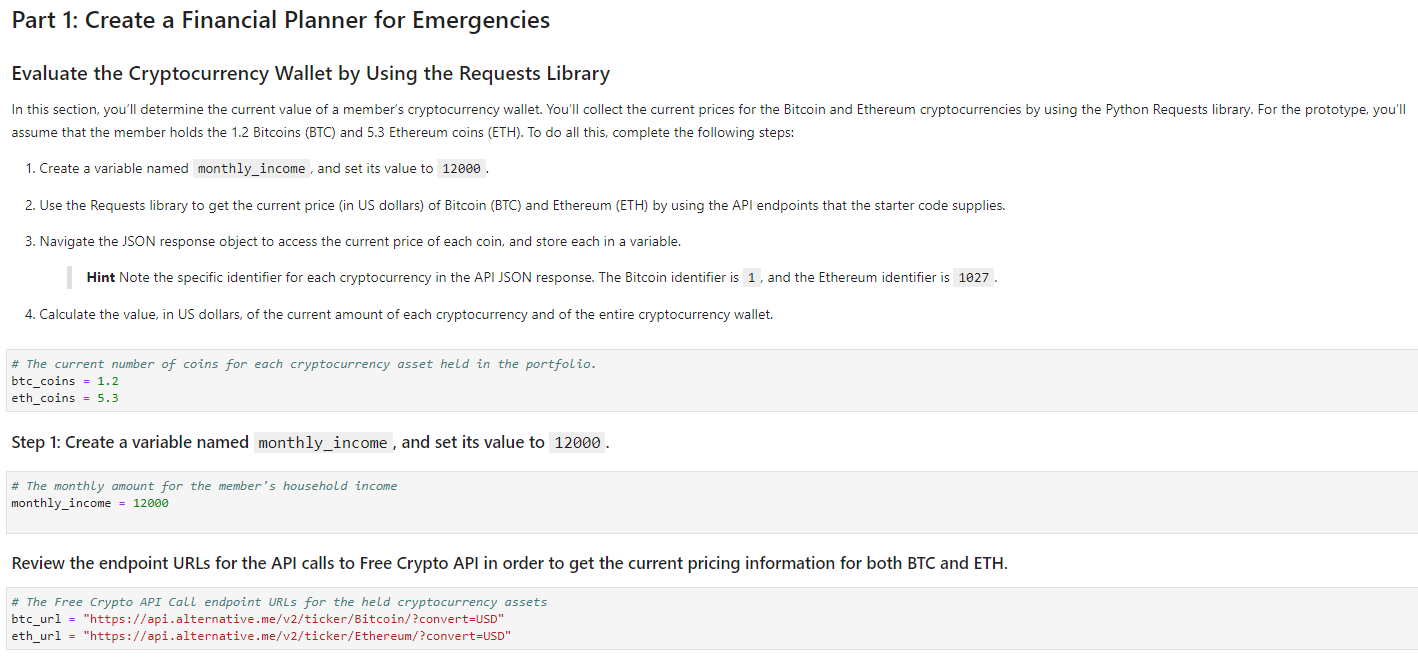 Part 1: Create a Financial Planner for Emergencies
Evaluate the Cryptocurrency Wallet by Using the Requests Library
In this section, you'll determine the current value of a member's cryptocurrency wallet. You'll collect the current prices for the Bitcoin and Ethereum cryptocurrencies by using the Python Requests library. For the prototype, you'll
assume that the member holds the 1.2 Bitcoins (BTC) and 5.3 Ethereum coins (ETH). To do all this, complete the following steps:
1. Create a variable named monthly_income, and set its value to 12000.
2. Use the Requests library to get the current price (in US dollars) of Bitcoin (BTC) and Ethereum (ETH) by using the API endpoints that the starter code supplies.
3. Navigate the JSON response object to access the current price of each coin, and store each in a variable.
Hint Note the specific identifier for each cryptocurrency in the API JSON response. The Bitcoin identifier is 1, and the Ethereum identifier is 1027.
4. Calculate the value, in US dollars, of the current amount of each cryptocurrency and of the entire cryptocurrency wallet.
# The current number of coins for each cryptocurrency asset held in the portfolio.
btc_coins = 1.2
eth_coins = 5.3
Step 1: Create a variable named monthly_income, and set its value to 12000.
# The monthly amount for the member's household income
monthly_income = 12000
Review the endpoint URLs for the API calls to Free Crypto API in order to get the current pricing information for both BTC and ETH.
# The Free Crypto API Call endpoint URLs for the held cryptocurrency assets
btc_url = "https://api.alternative.me/v2/ticker/Bitcoin/?convert=USD"
eth_url = "https://api.alternative.me/v2/ticker/Ethereum/?convert=USD"